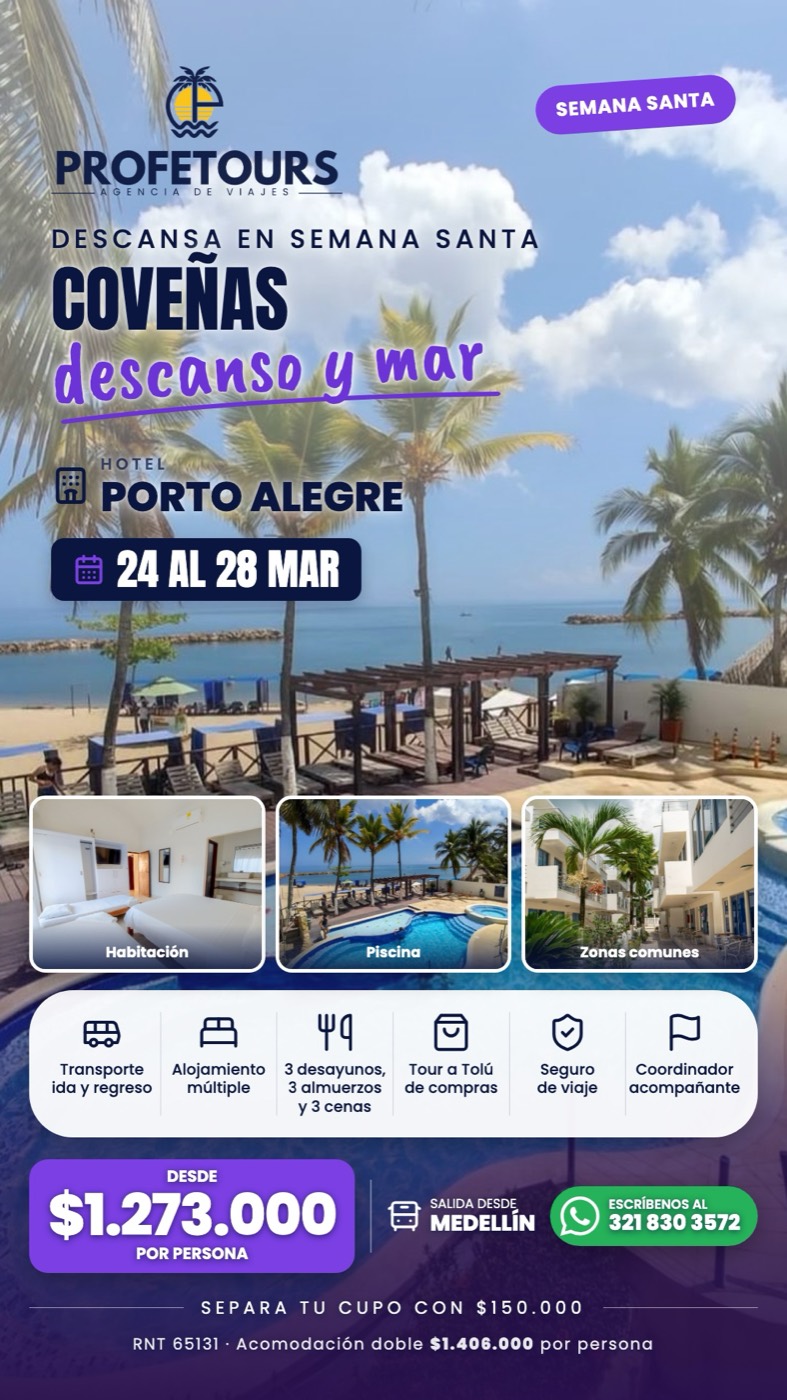 SEMANA SANTA
PROFETOURS
AGENCIA DE VIAJES
DESCANSA EN SEMANA SANTA
COVEÑAS
descanso y mar
HOTEL
PORTO ALEGRE
24 AL 28 MAR
Habitación
Piscina
Zonas comunes
Transporte
ida y regreso
Alojamiento
múltiple
3 desayunos,
3 almuerzos
y 3 cenas
Tour a Tolú
de compras
Seguro
de viaje
Coordinador
acompañante
DESDE
$1.273.000
POR PERSONA
SALIDA DESDE
MEDELLÍN
ESCRÍBENOS AL
321 830 3572
SEPARA TU CUPO CON $150.000
RNT 65131 · Acomodación doble $1.406.000 por persona